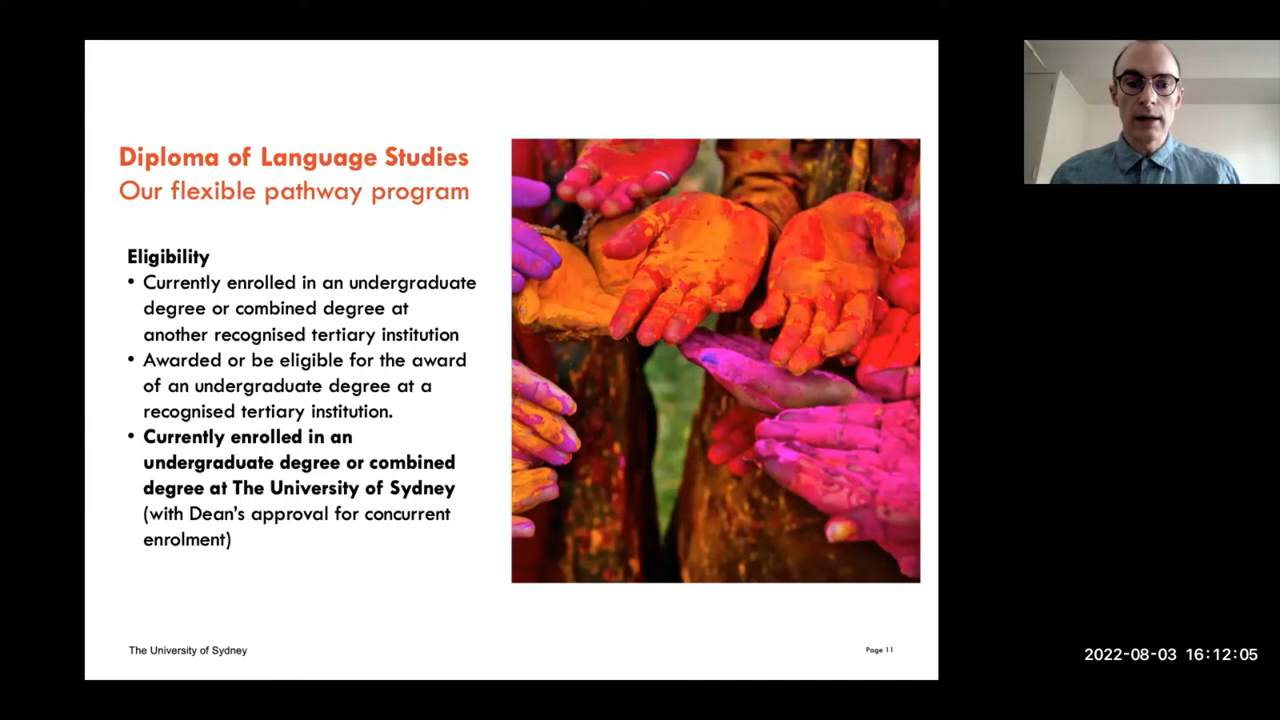 Diploma of Language Studies
Our flexible pathway program
Eligibility
• Currently enrolled in an undergraduate
degree or combined degree at
another recognised tertiary institution
• Awarded or be eligible for the award
of an undergraduate degree at a
recognised tertiary institution.
• Currently enrolled in an
undergraduate degree or combined
degree at The University of Sydney
(with Dean’s approval for concurrent
enrolment)
The University of Sydney
Page 11
2022-08-03 16:12:05